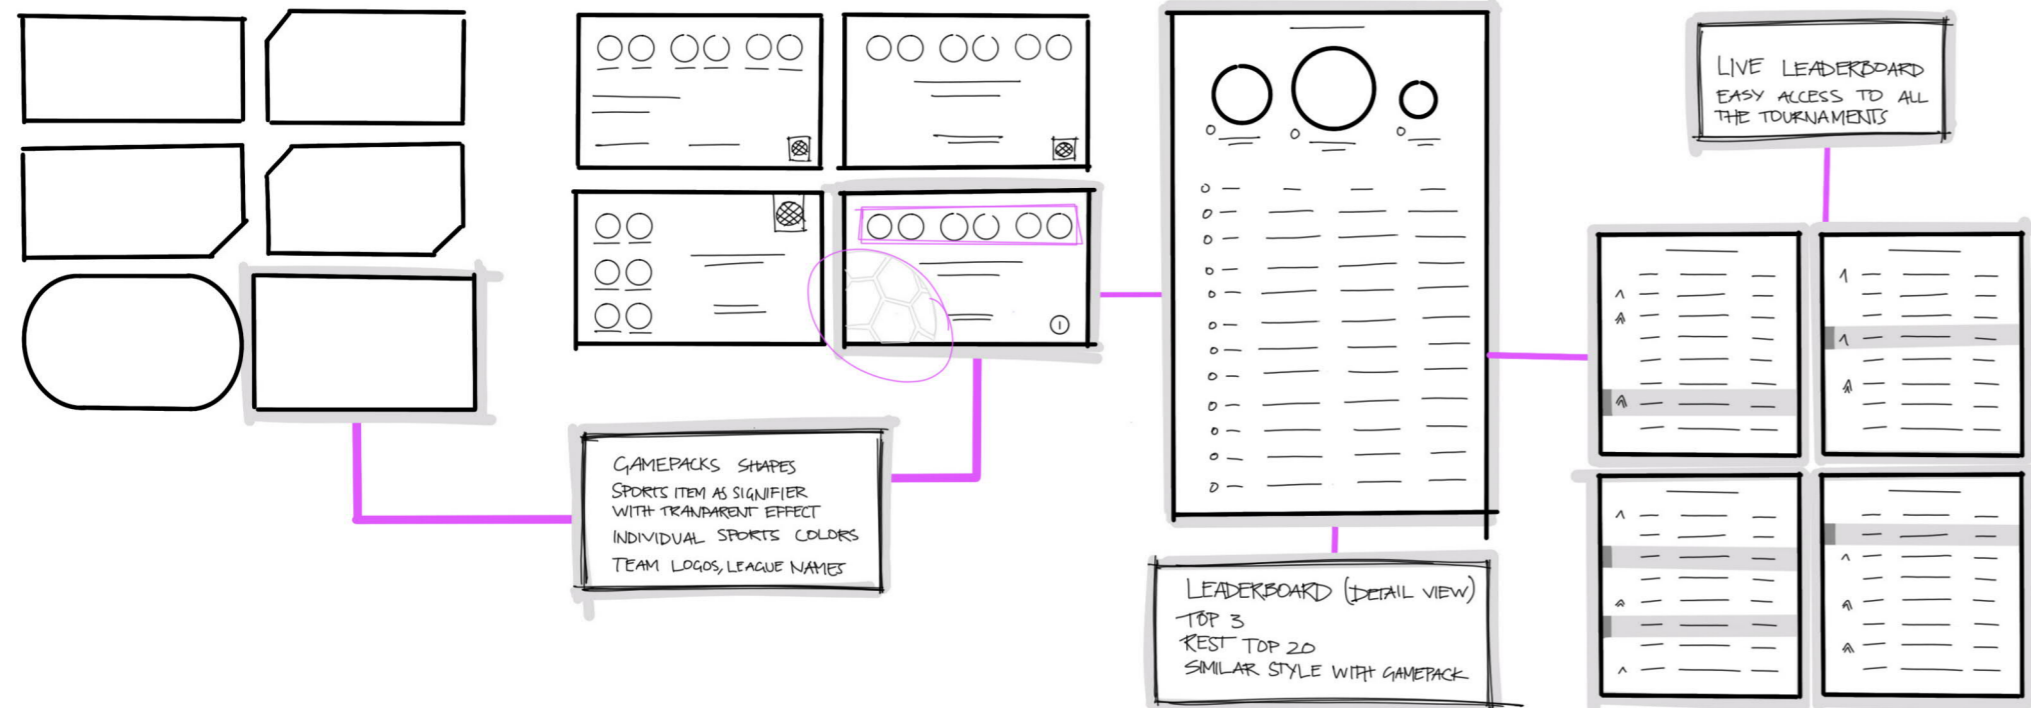 GAMEPACKS SHAPES
SPORTS ITEM AS SIGNIFIER
WITH TRANPARENT EFFECT
INDIVIDUAL SPORTS COLORS
TEAM LOGOS, LEAGUE NAMES
LEADERBOARD (DETAIL VIEW)
TOP 3
REST TOP 20
SIMILAR STYLE WITH GAMEPACK
LIVE LEADERBOARD
EASY ACCESS TO ALL
THE TOURNAMENTS